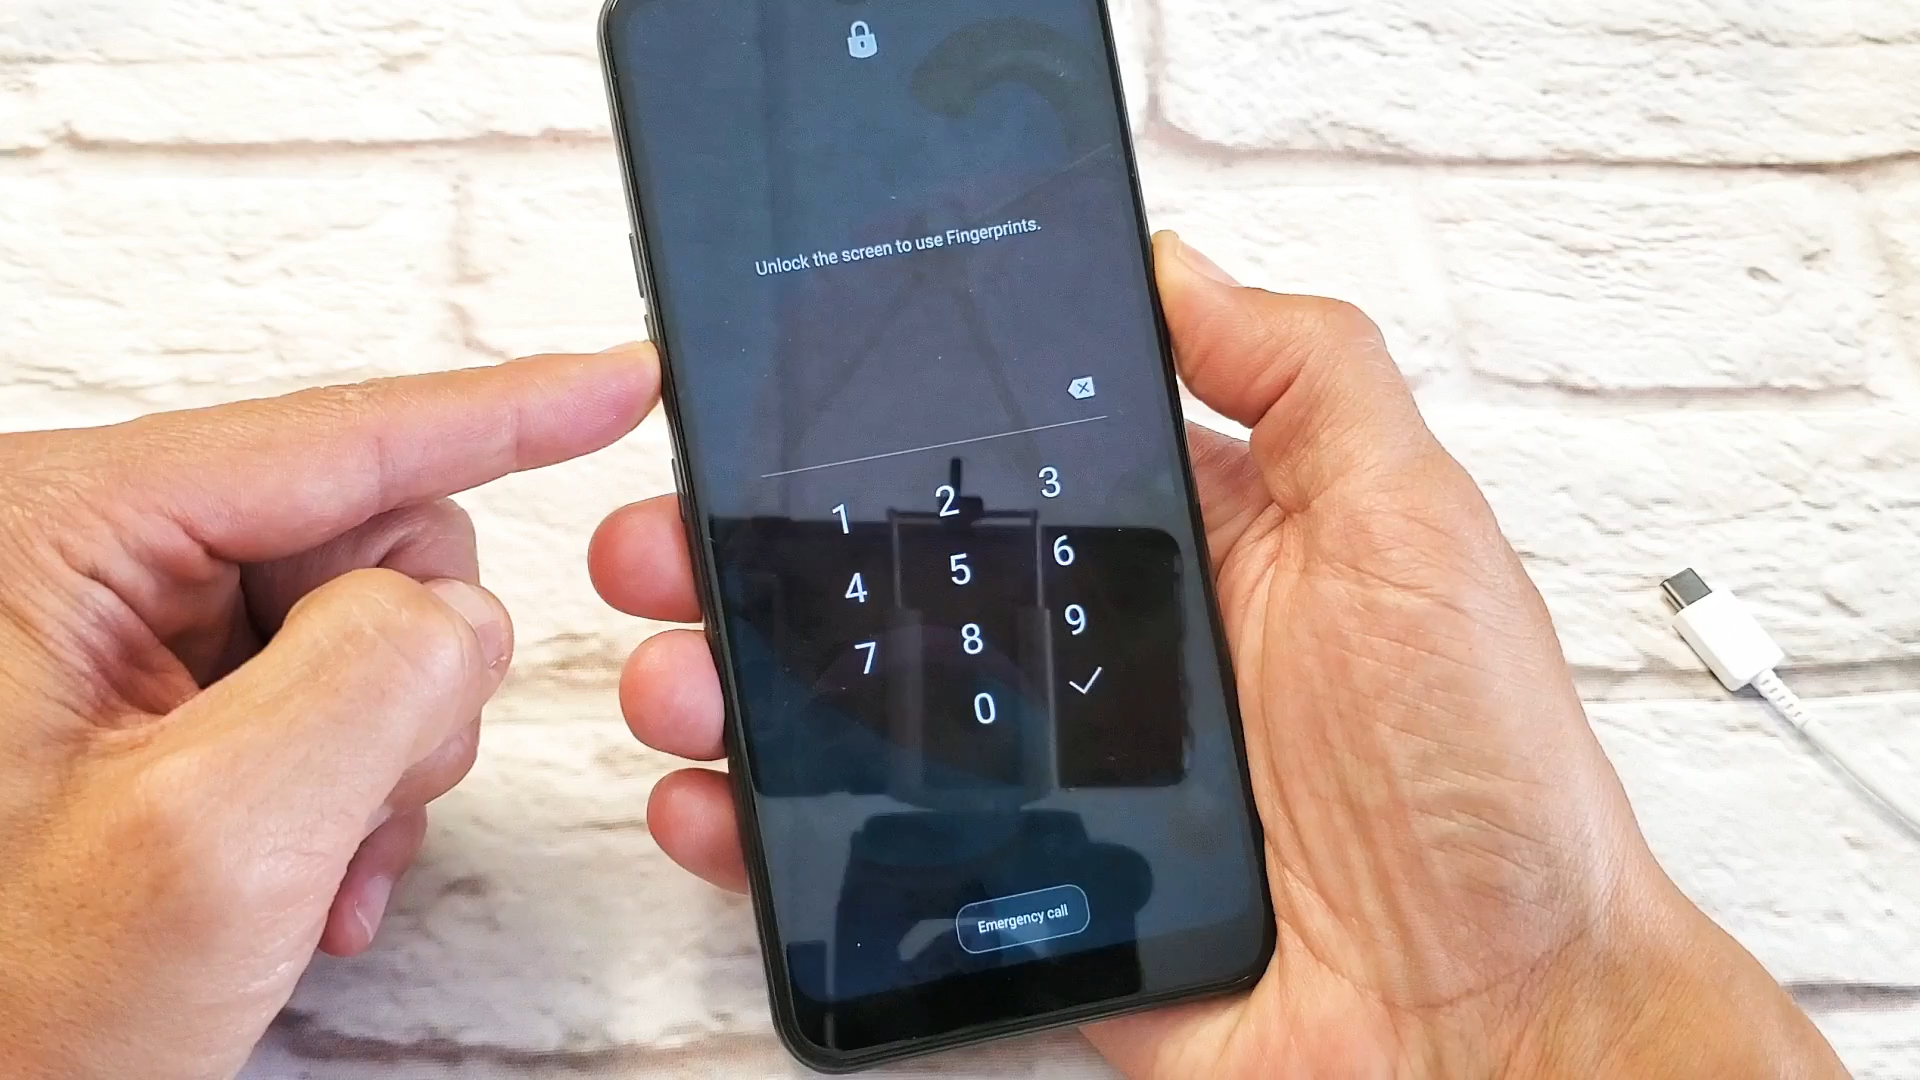 Unlock the screen to use Fingerprints.
1 2 3
4 5 6
7 8 9
0
Emergency call